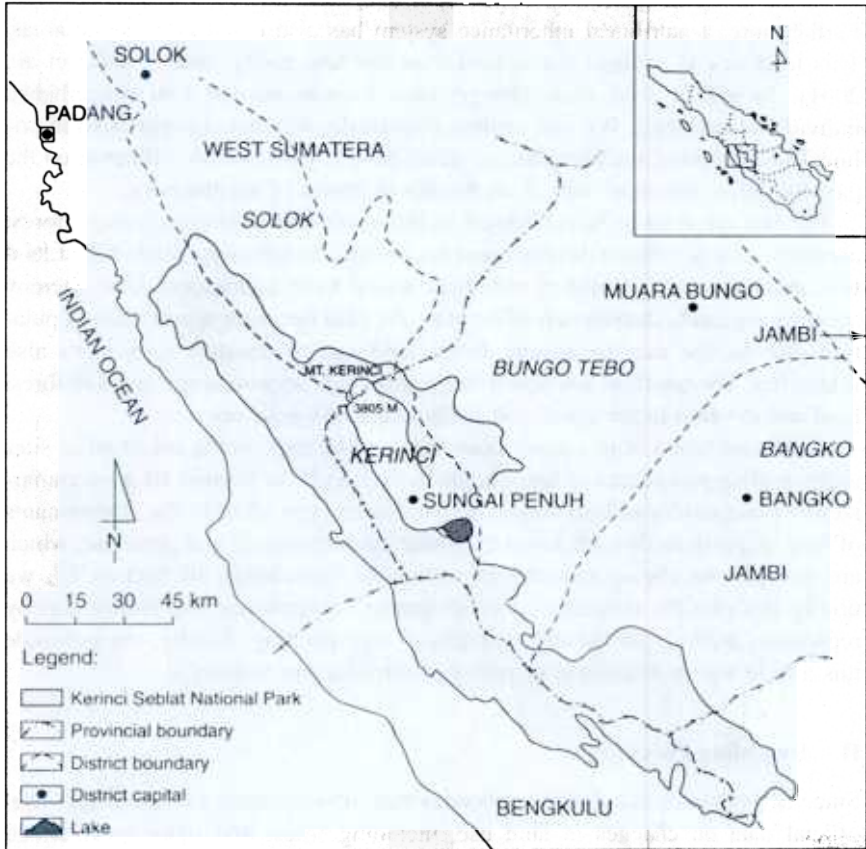 SOLOK
N
PADANG
WEST SUMATERA
SOLOK
MUARA BUNGO
INDIAN OCEAN
JAMBI
MT. KERINCI
BUNGO TEBO
3805 M
KERINCI
BANGKO
SUNGAI PENUH
BANGKO
N
JAMBI
0 15 30 45 km
Legend:
Kerinci Seblat National Park
Provincial boundary
District boundary
District capital
Lake
BENGKULU